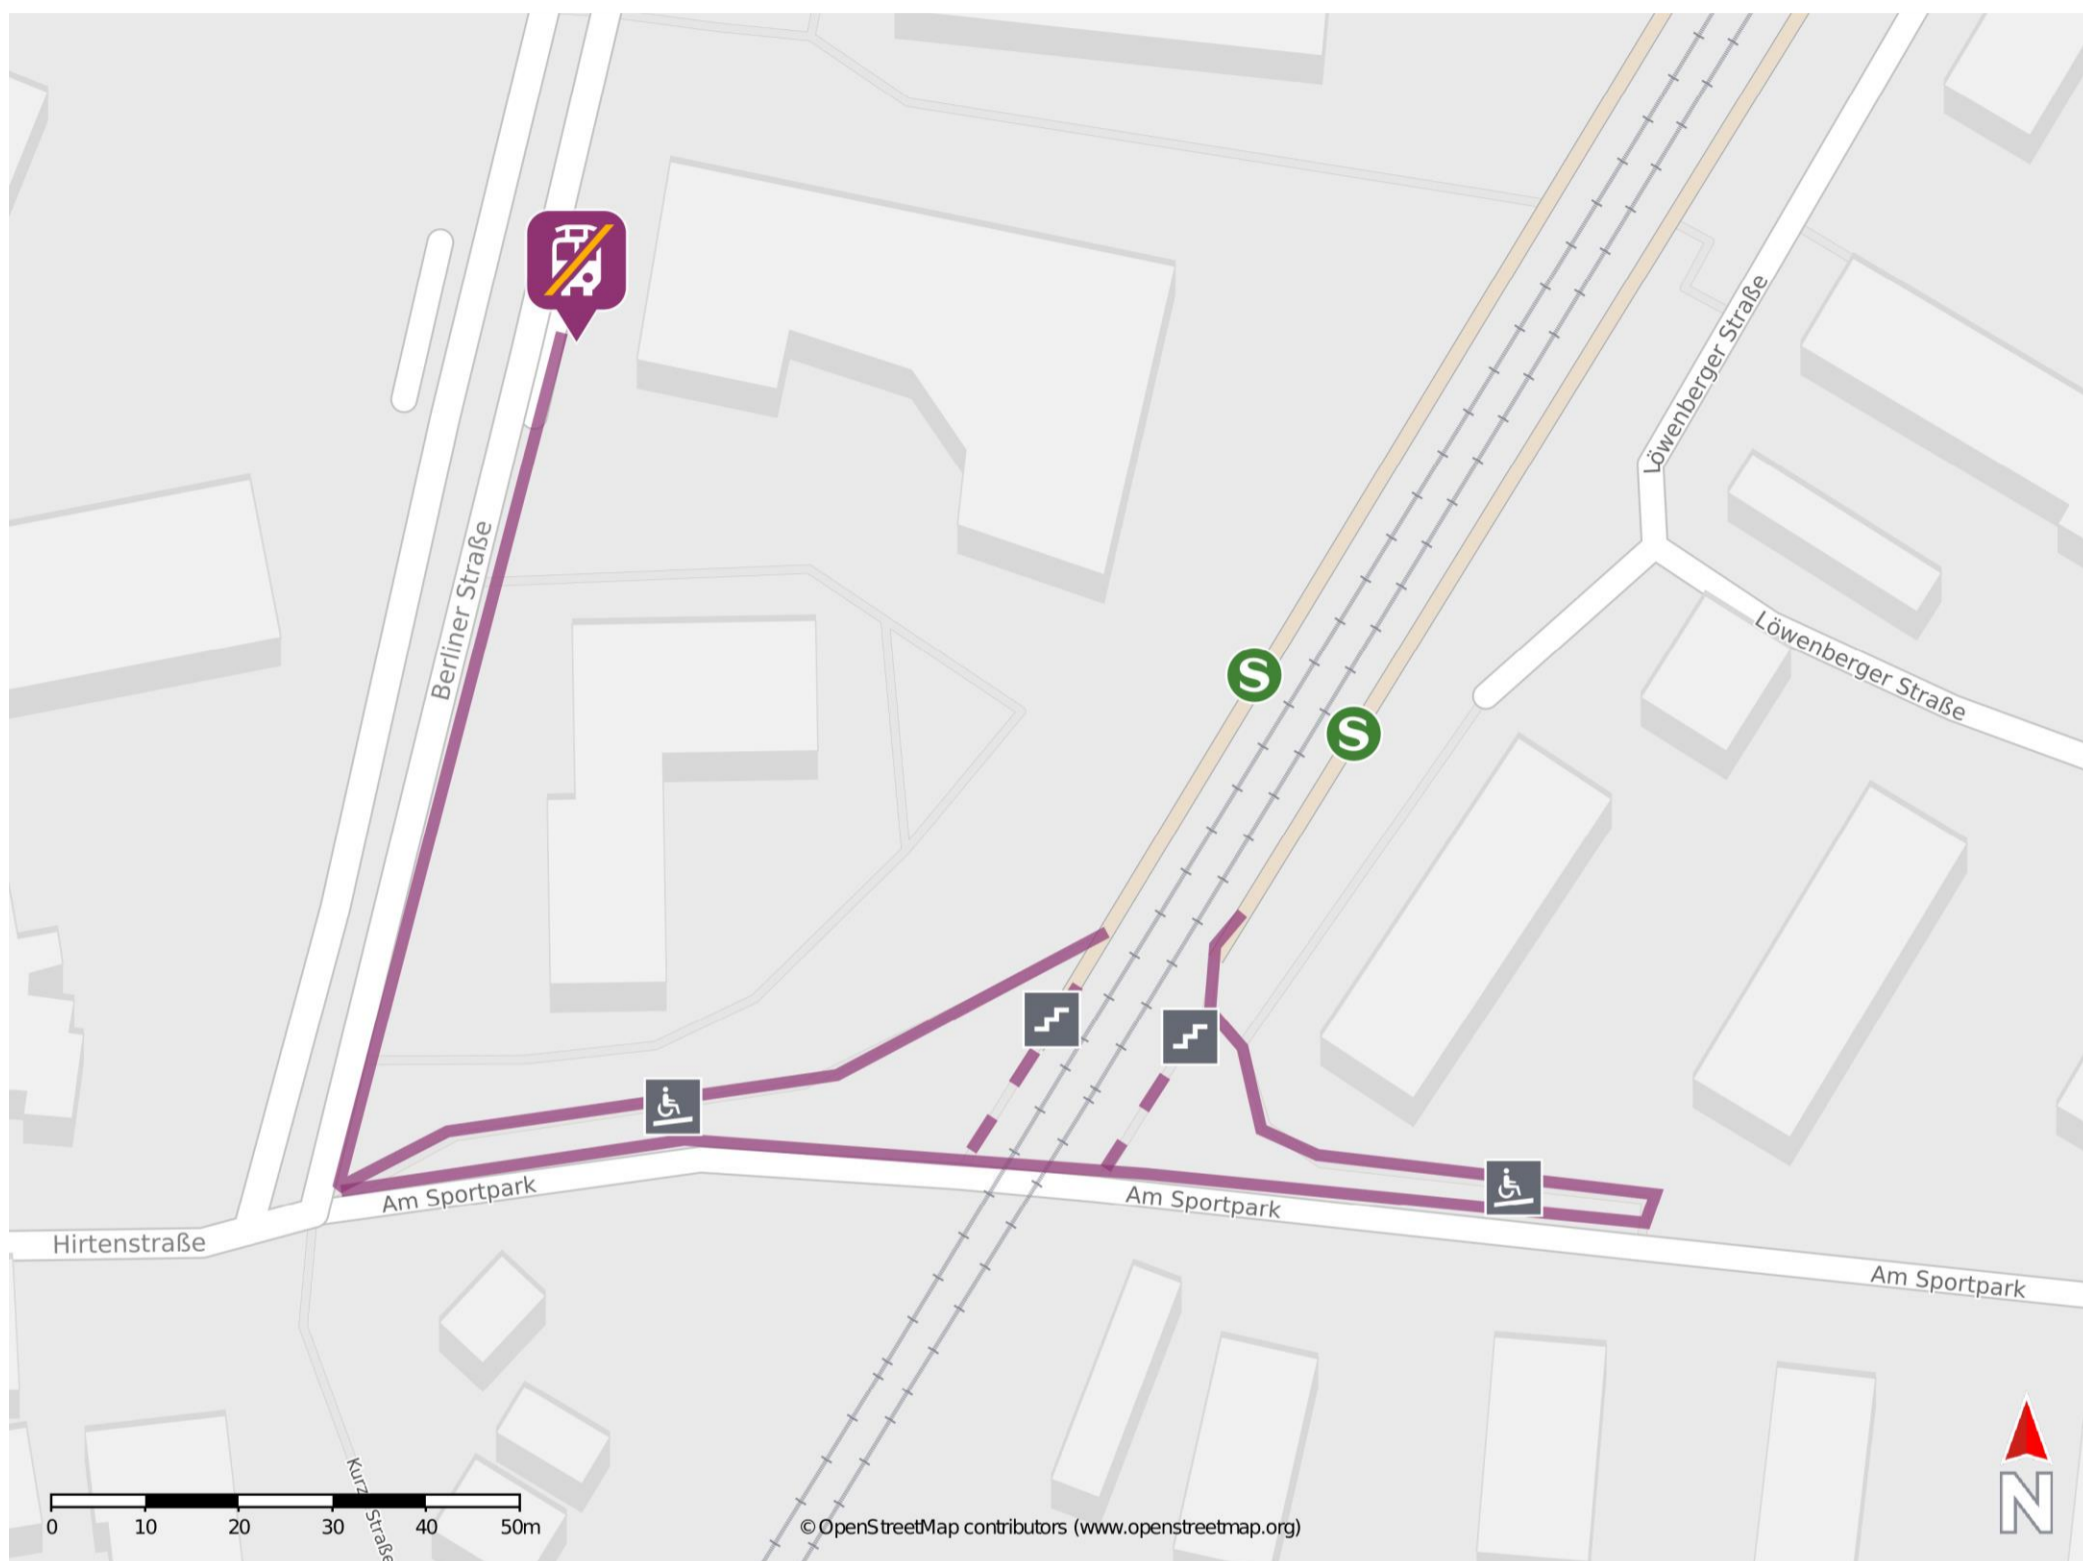 Löwenberger Straße
Berliner Straße
S
Löwenberger Straße
S
Am Sportpark
Am Sportpark
Hirtenstraße
Am Sportpark
Kurze Straße
0 10 20 30 40 50m
© OpenStreetMap contributors (www.openstreetmap.org)
N